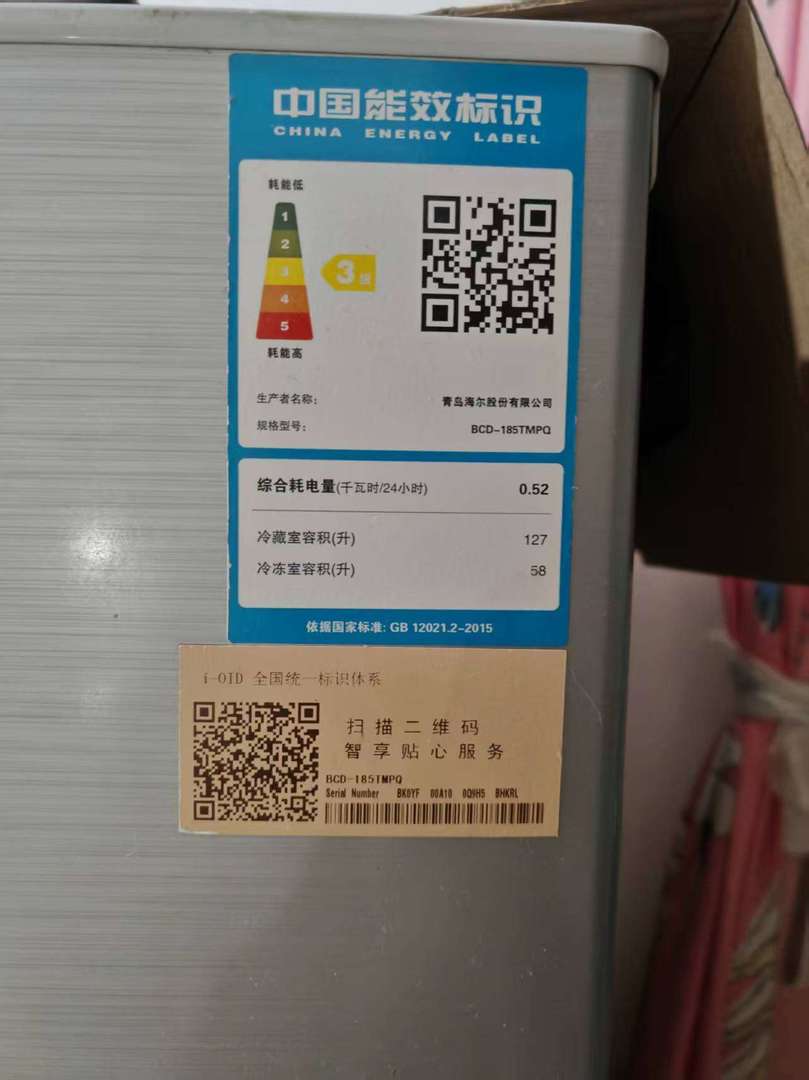 中国能效标识
CHINA ENERGY LABEL
耗能低
1
2
3
4
5
3级
耗能高
生产者名称:
青岛海尔股份有限公司
规格型号:
BCD-185TMPQ
综合耗电量(千瓦时/24小时) 0.52
冷藏室容积(升) 127
冷冻室容积(升) 58
依据国家标准: GB 12021.2-2015
i-OID 全国统一标识体系
扫描二维码
智享贴心服务
BCD-185TMPQ
Serial Number BK0YF 00A10 0Q9H5 BHKRL